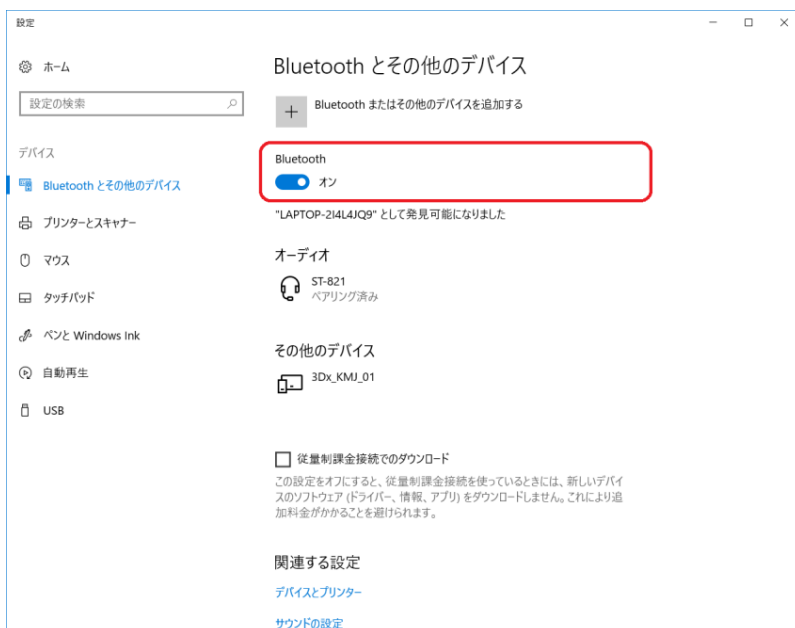 設定
ホーム
設定の検索
デバイス
Bluetooth とその他のデバイス
プリンターとスキャナー
マウス
タッチパッド
ペンと Windows Ink
自動再生
USB
Bluetooth とその他のデバイス
Bluetooth またはその他のデバイスを追加する
Bluetooth
オン
"LAPTOP-2I4L4JQ9" として発見可能になりました
オーディオ
ST-821
ペアリング済み
その他のデバイス
3Dx_KMJ_01
従量制課金接続でのダウンロード
この設定をオフにすると、従量制課金接続を使っているときには、新しいデバイ
スのソフトウェア (ドライバー、情報、アプリ) をダウンロードしません。これにより追
加料金がかかることを避けられます。
関連する設定
デバイスとプリンター
サウンドの設定